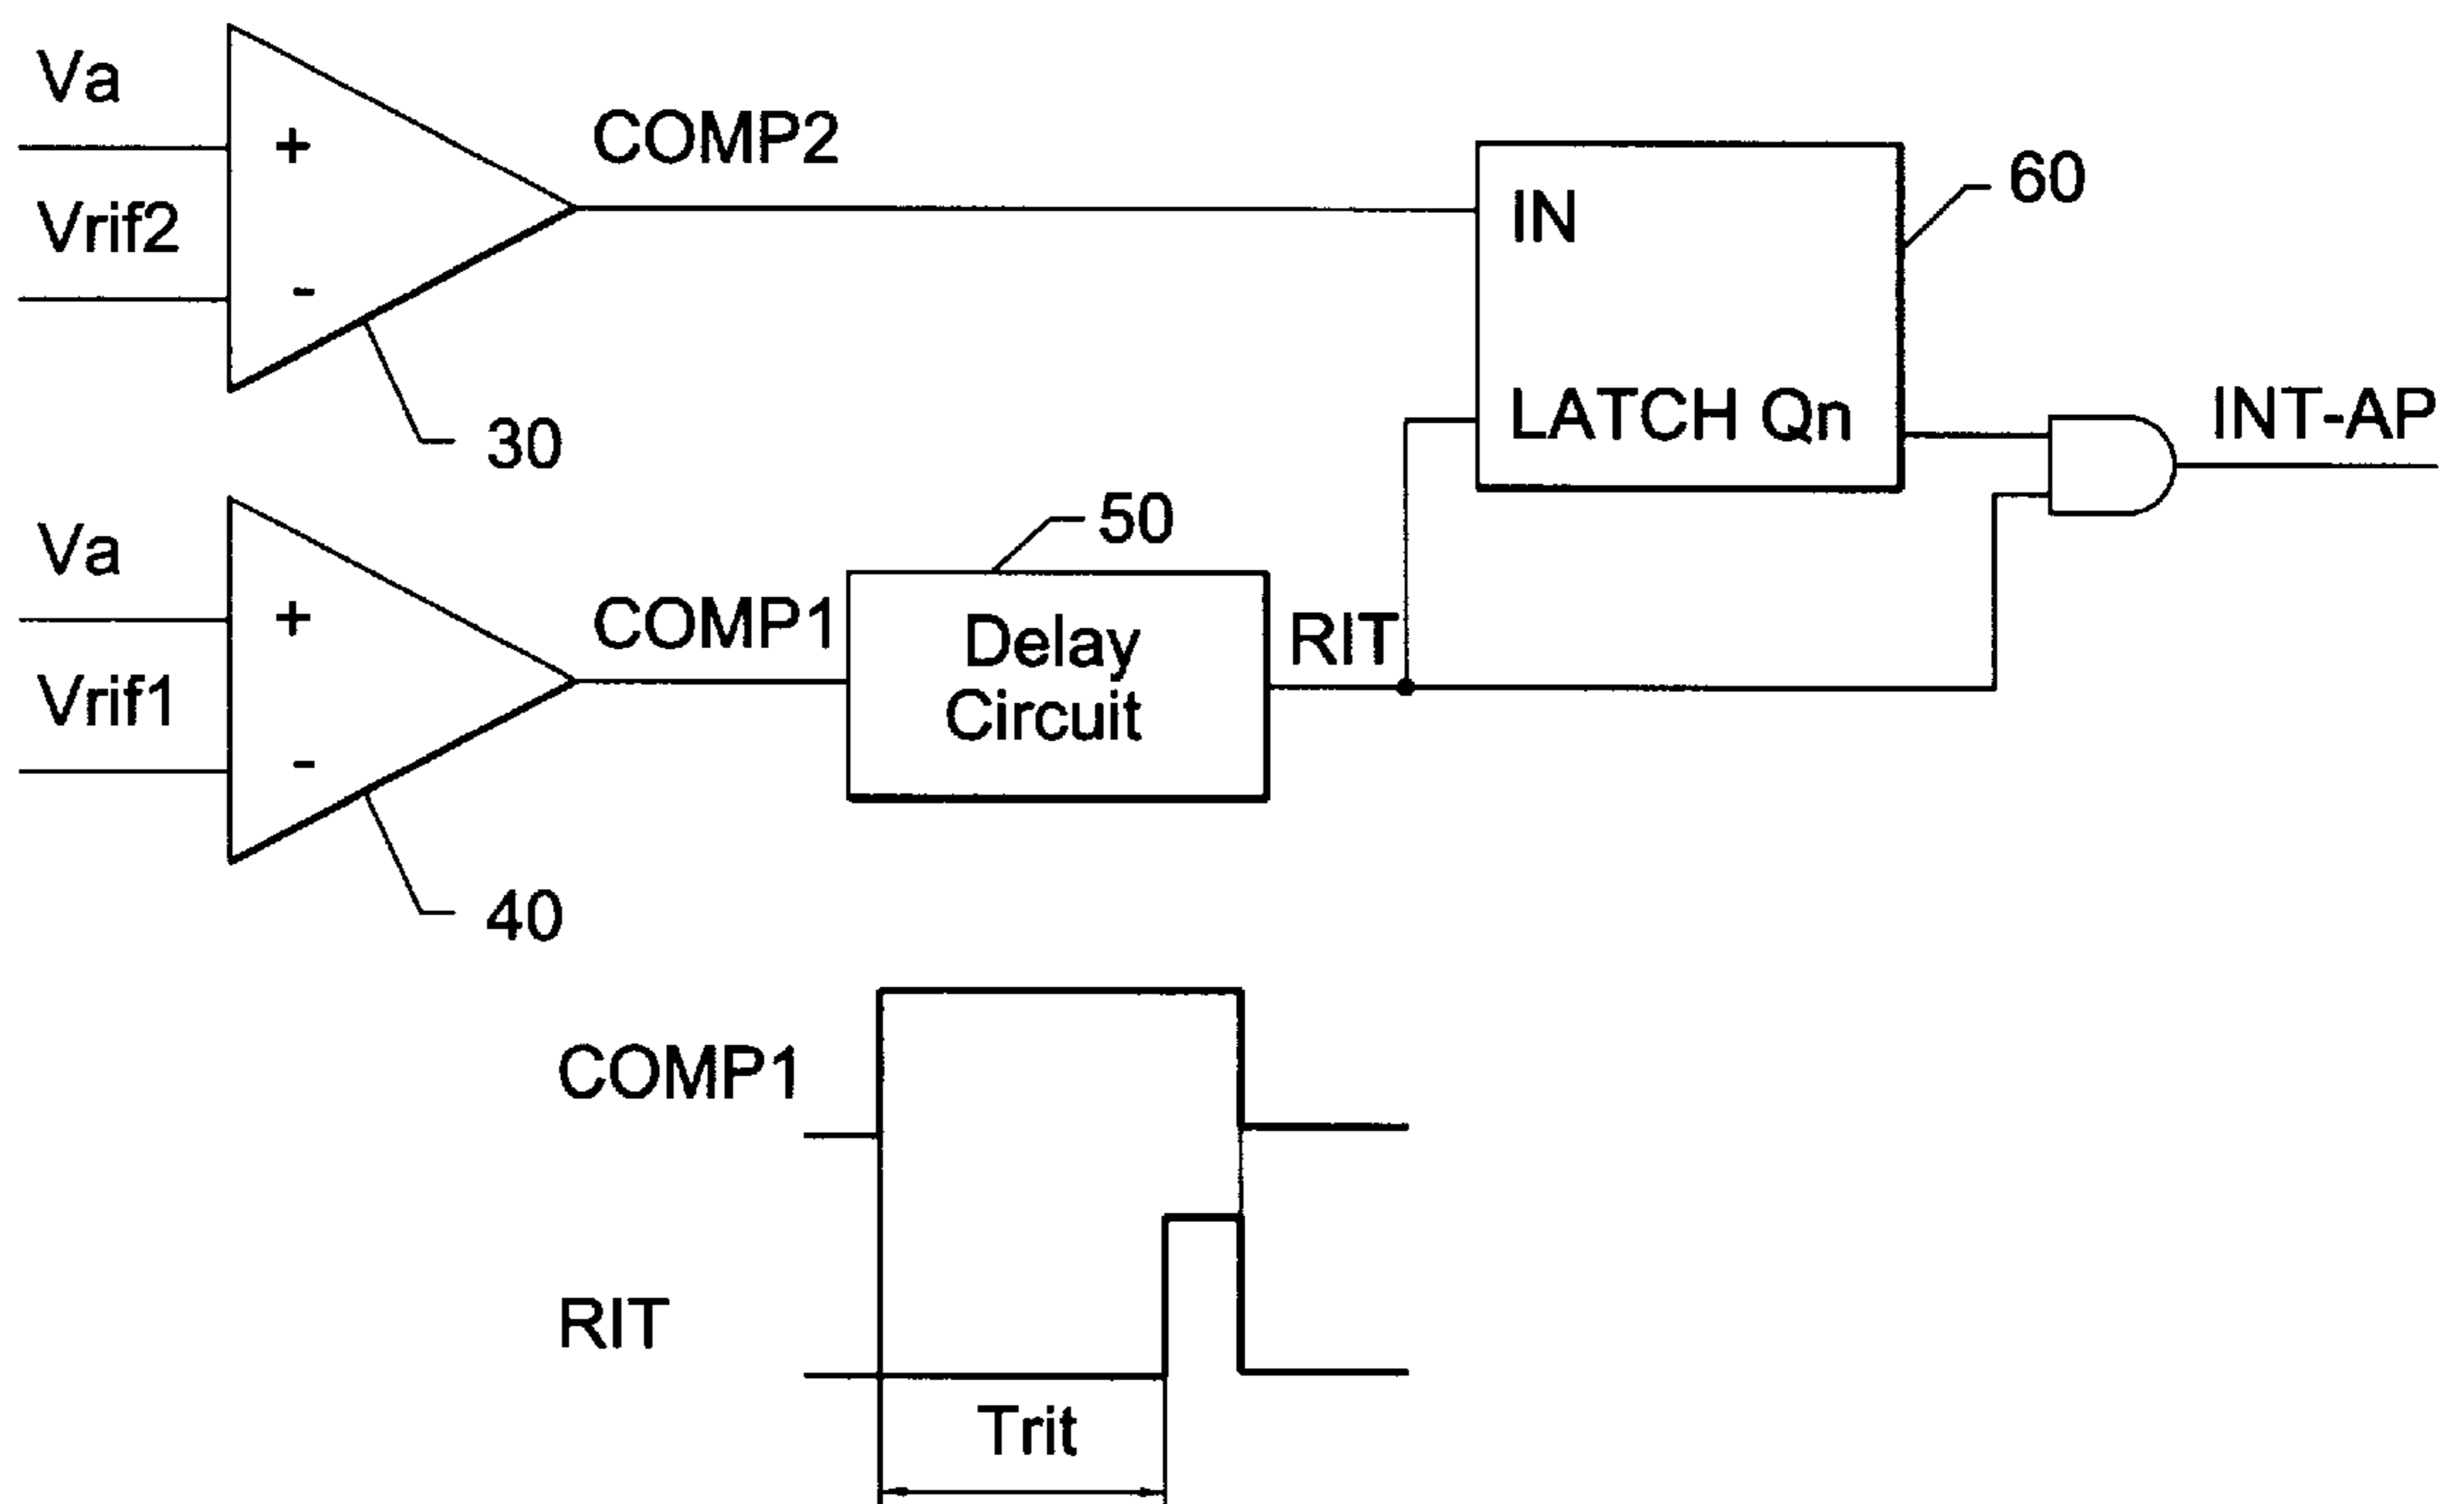 Va
+
COMP2
Vrif2
-
30
IN
60
LATCH Qn
INT-AP
Va
+
COMP1
Vrif1
-
40
50
Delay
Circuit
RIT
COMP1
RIT
Trit